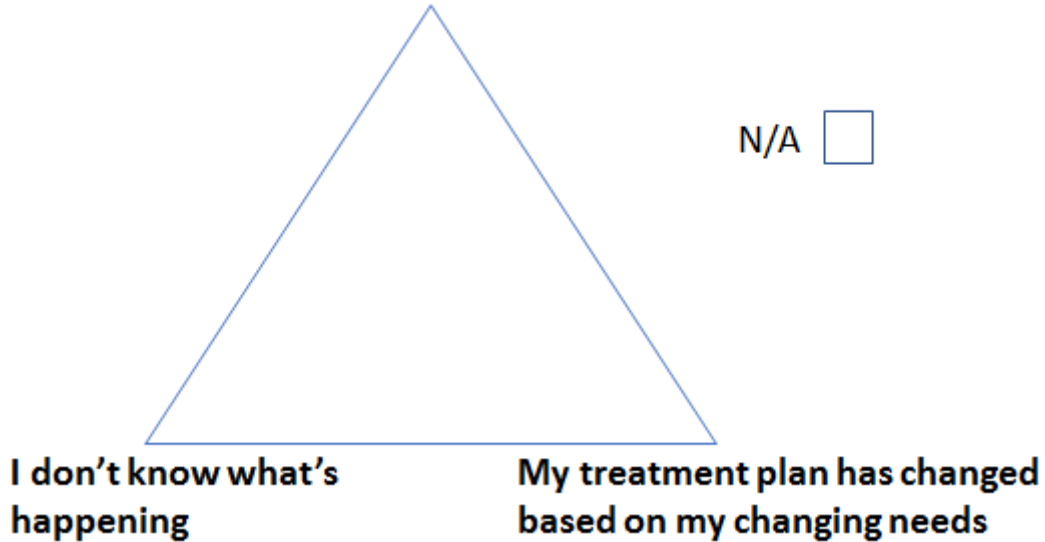 N/A
I don't know what's
happening
My treatment plan has changed
based on my changing needs